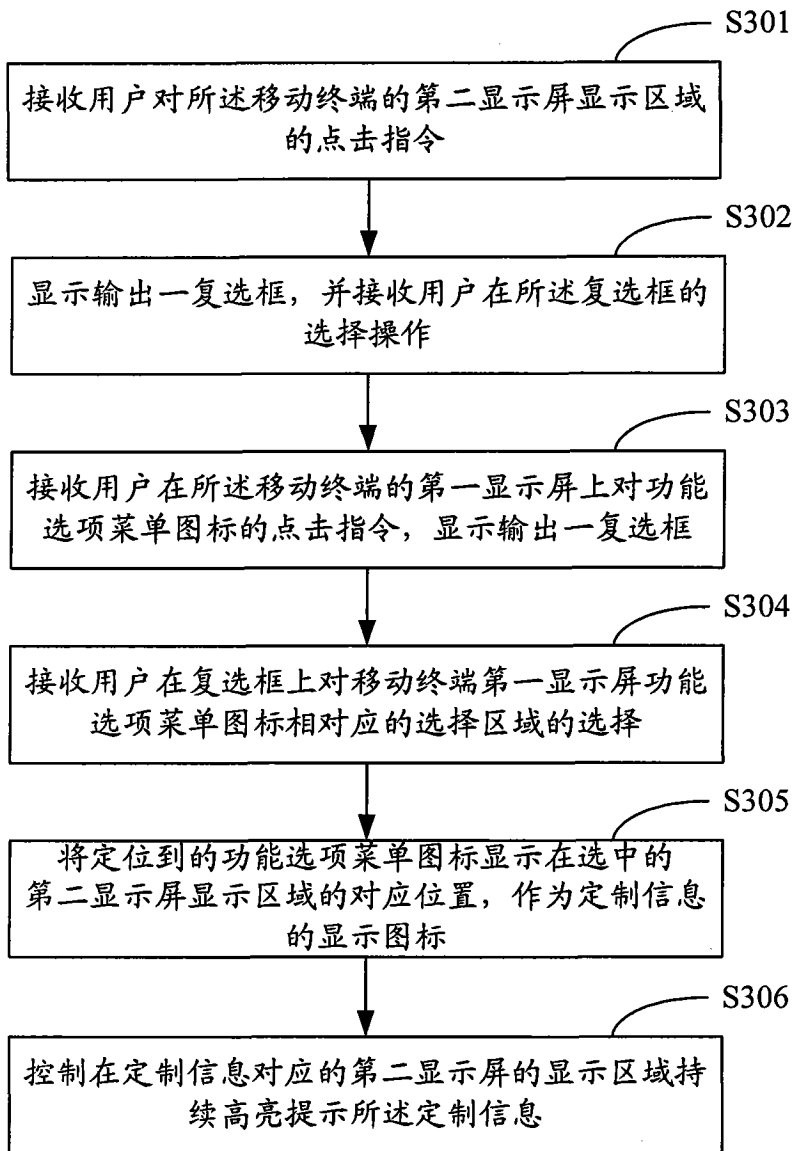 S301
接收用户对所述移动终端的第二显示屏显示区域
的点击指令
S302
显示输出一复选框，并接收用户在所述复选框的
选择操作
S303
接收用户在所述移动终端的第一显示屏上对功能
选项菜单图标的点击指令，显示输出一复选框
S304
接收用户在复选框上对移动终端第一显示屏功能
选项菜单图标相对应的选择区域的选择
S305
将定位到的功能选项菜单图标显示在选中的
第二显示屏显示区域的对应位置，作为定制信息
的显示图标
S306
控制在定制信息对应的第二显示屏的显示区域持
续高亮提示所述定制信息